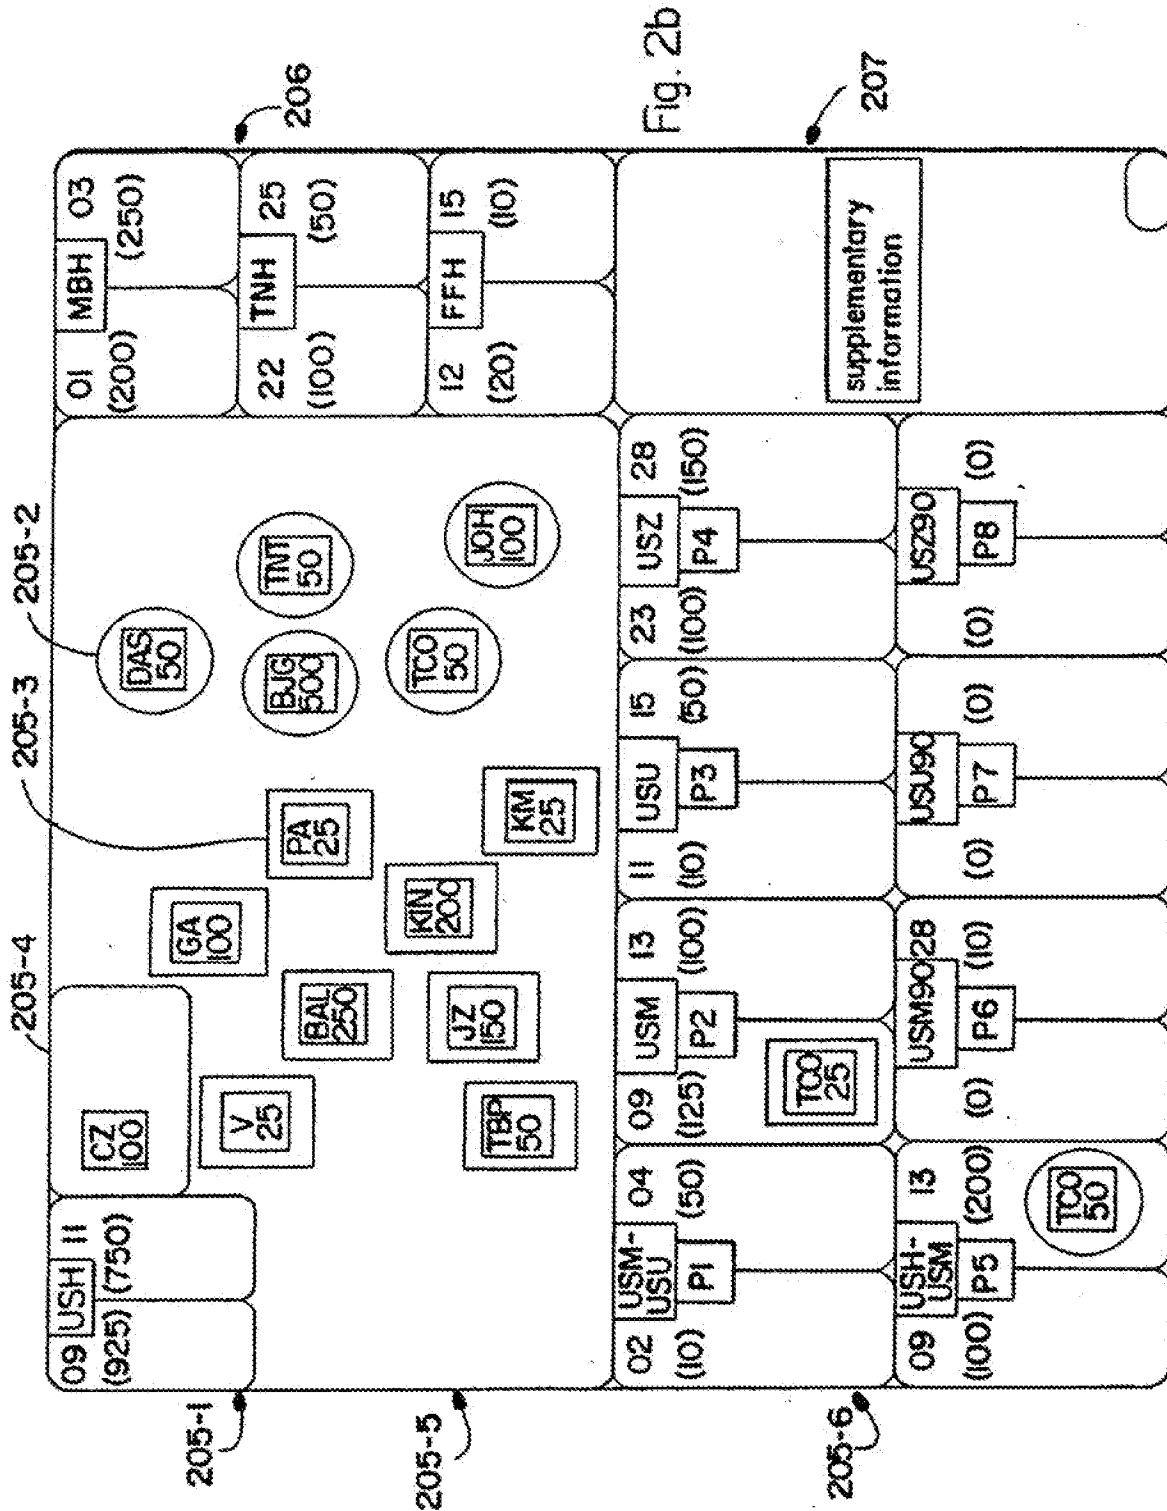 205-4
205-3
205-2
206
09 USH 11
(925) (750)
CZ
100
01 MBH 03
(200) (250)
22 TNH 25
(100) (50)
12 FFH 15
(20) (10)
DAS
50
GA
100
V
25
BAL
250
PA
25
BJG
500
TNT
50
TBP
50
JZ
150
KIN
200
KM
25
TCO
50
JOH
100
205-1
205-5
205-6
02 USM-
USU 04
(10) P1 (50)
09 USM 13
(125) P2 (100)
TCO
25
11 USU 15
(10) P3 (50)
23 USZ 28
(100) P4 (150)
09 USH-
USM 13
(100) P5 (200)
TCO
50
USM90 28
(0) P6 (10)
USU90
(0) P7 (0)
USZ90
(0) P8 (0)
supplementary
information
Fig. 2b
207